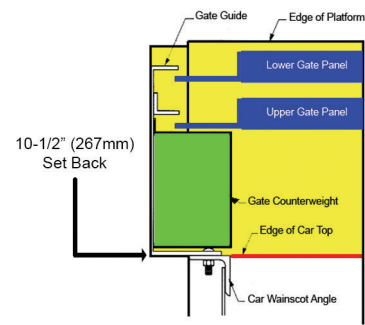 Gate Guide
Edge of Platform
Lower Gate Panel
Upper Gate Panel
10-1/2” (267mm)
Set Back
Gate Counterweight
Edge of Car Top
Car Wainscot Angle